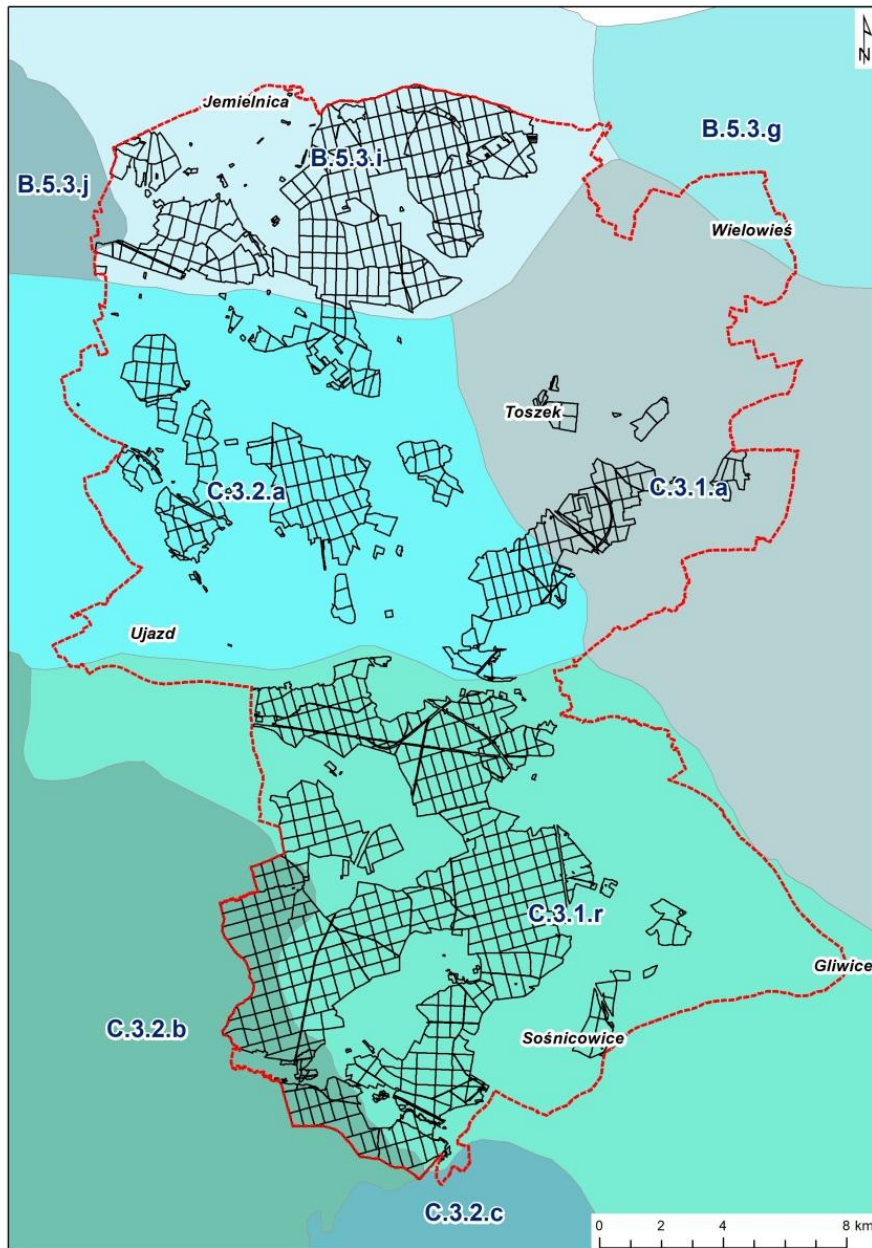 N
Jemielnica
B.5.3.g
B.5.3.i
B.5.3.j
Wielowieś
Toszek
C.3.2.a
C.3.1.a
Ujazd
C.3.1.r
Gliwice
C.3.2.b
Sośnicowice
C.3.2.c
0 2 4 8 km